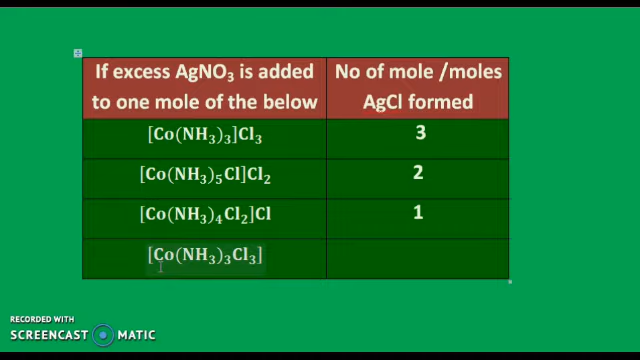 If excess AgNO₃ is added No of mole /moles
to one mole of the below AgCl formed
[Co(NH₃)₃]Cl₃ 3
[Co(NH₃)₅Cl]Cl₂ 2
[Co(NH₃)₄Cl₂]Cl 1
[Co(NH₃)₃Cl₃]
RECORDED WITH
SCREENCAST MATIC